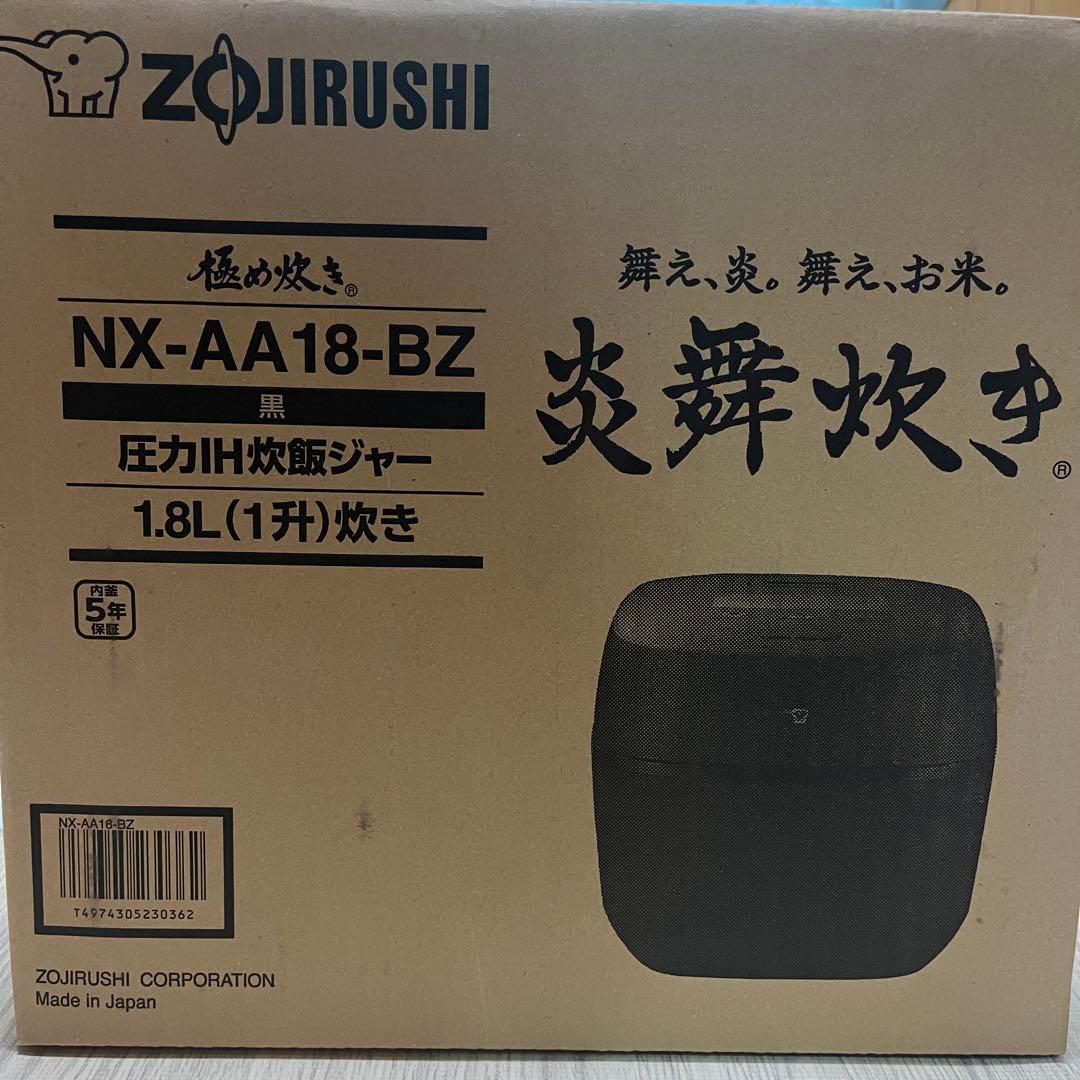 ZOJIRUSHI
極め炊き®
NX-AA18-BZ
黒
圧力IH炊飯ジャー
1.8L(1升)炊き
内釜
5年
保証
舞え、炎。舞え、お米。
炎舞炊き®
NX-AA18-BZ
T4974305230362
ZOJIRUSHI CORPORATION
Made in Japan